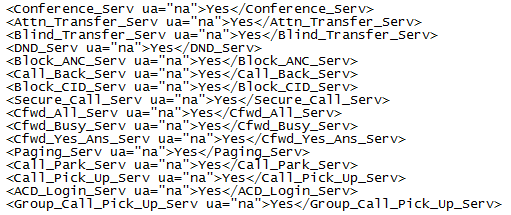 <Conference_Serv ua="na">Yes</Conference_Serv>
<Attn_Transfer_Serv ua="na">Yes</Attn_Transfer_Serv>
<Blind_Transfer_Serv ua="na">Yes</Blind_Transfer_Serv>
<DND_Serv ua="na">Yes</DND_Serv>
<Block_ANC_Serv ua="na">Yes</Block_ANC_Serv>
<Call_Back_Serv ua="na">Yes</Call_Back_Serv>
<Block_CID_Serv ua="na">Yes</Block_CID_Serv>
<Secure_Call_Serv ua="na">Yes</Secure_Call_Serv>
<Cfwd_All_Serv ua="na">Yes</Cfwd_All_Serv>
<Cfwd_Busy_Serv ua="na">Yes</Cfwd_Busy_Serv>
<Cfwd_Yes_Ans_Serv ua="na">Yes</Cfwd_Yes_Ans_Serv>
<Paging_Serv ua="na">Yes</Paging_Serv>
<Call_Park_Serv ua="na">Yes</Call_Park_Serv>
<Call_Pick_Up_Serv ua="na">Yes</Call_Pick_Up_Serv>
<ACD_Login_Serv ua="na">Yes</ACD_Login_Serv>
<Group_Call_Pick_Up_Serv ua="na">Yes</Group_Call_Pick_Up_Serv>